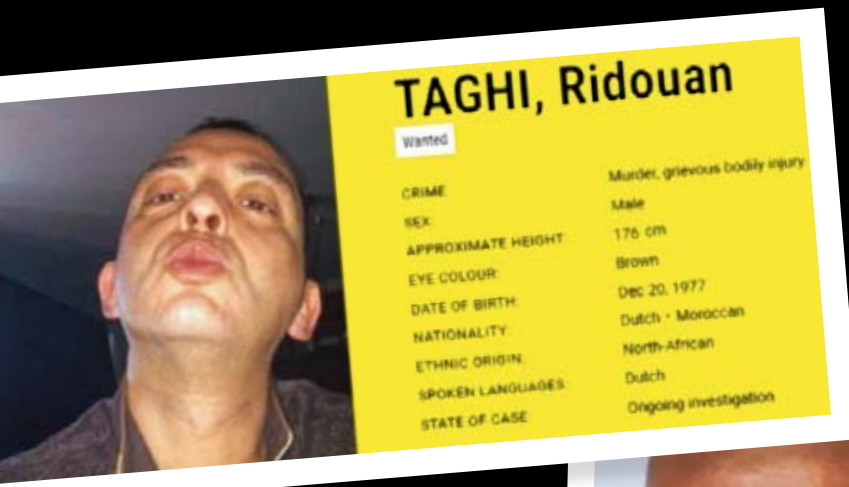 TAGHI, Ridouan
Wanted
CRIME Murder, grievous bodily injury
SEX: Male
APPROXIMATE HEIGHT: 176 cm
EYE COLOUR: Brown
DATE OF BIRTH: Dec 20, 1977
NATIONALITY: Dutch • Moroccan
ETHNIC ORIGIN: North-African
SPOKEN LANGUAGES Dutch
STATE OF CASE Ongoing investigation